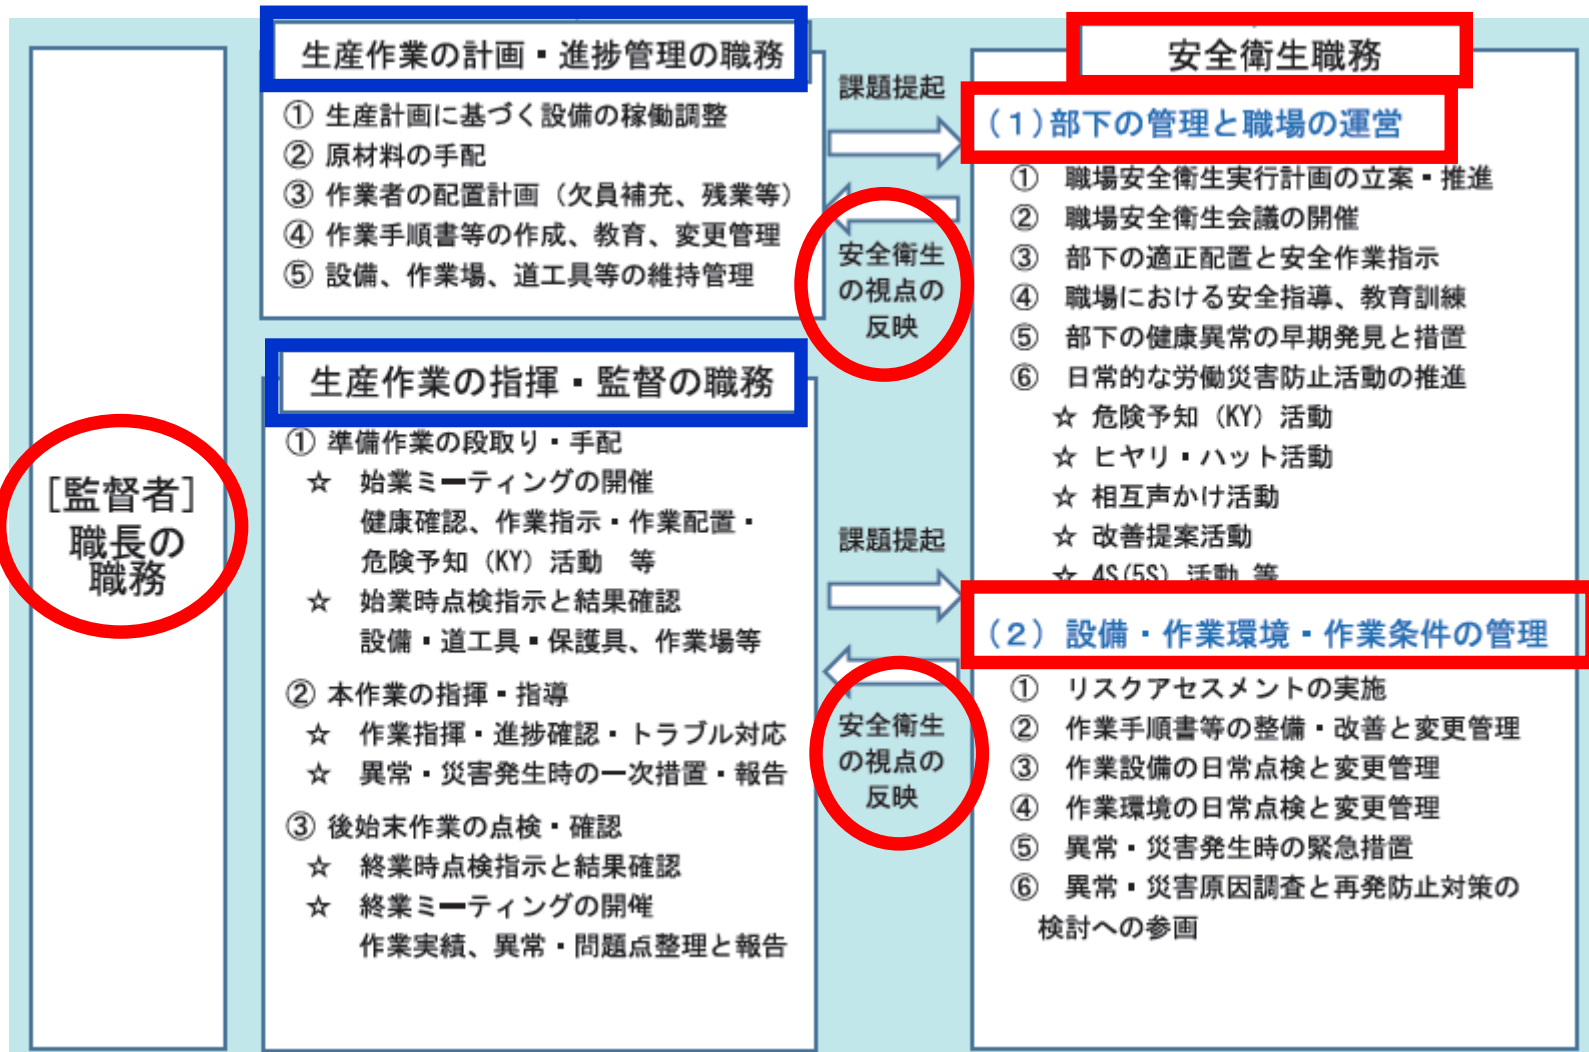 [監督者]
職長の
職務
生産作業の計画・進捗管理の職務
① 生産計画に基づく設備の稼働調整
② 原材料の手配
③ 作業者の配置計画（欠員補充、残業等）
④ 作業手順書等の作成、教育、変更管理
⑤ 設備、作業場、道工具等の維持管理
生産作業の指揮・監督の職務
① 準備作業の段取り・手配
☆ 始業ミーティングの開催
健康確認、作業指示・作業配置・
危険予知（KY）活動 等
☆ 始業時点検指示と結果確認
設備・道工具・保護具、作業場等
② 本作業の指揮・指導
☆ 作業指揮・進捗確認・トラブル対応
☆ 異常・災害発生時の一次措置・報告
③ 後始末作業の点検・確認
☆ 終業時点検指示と結果確認
☆ 終業ミーティングの開催
作業実績、異常・問題点整理と報告
課題提起
安全衛生
の視点の
反映
課題提起
安全衛生
の視点の
反映
安全衛生職務
（1）部下の管理と職場の運営
① 職場安全衛生実行計画の立案・推進
② 職場安全衛生会議の開催
③ 部下の適正配置と安全作業指示
④ 職場における安全指導、教育訓練
⑤ 部下の健康異常の早期発見と措置
⑥ 日常的な労働災害防止活動の推進
☆ 危険予知（KY）活動
☆ ヒヤリ・ハット活動
☆ 相互声かけ活動
☆ 改善提案活動
☆ 4S(5S) 活動 等
（2） 設備・作業環境・作業条件の管理
① リスクアセスメントの実施
② 作業手順書等の整備・改善と変更管理
③ 作業設備の日常点検と変更管理
④ 作業環境の日常点検と変更管理
⑤ 異常・災害発生時の緊急措置
⑥ 異常・災害原因調査と再発防止対策の
検討への参画